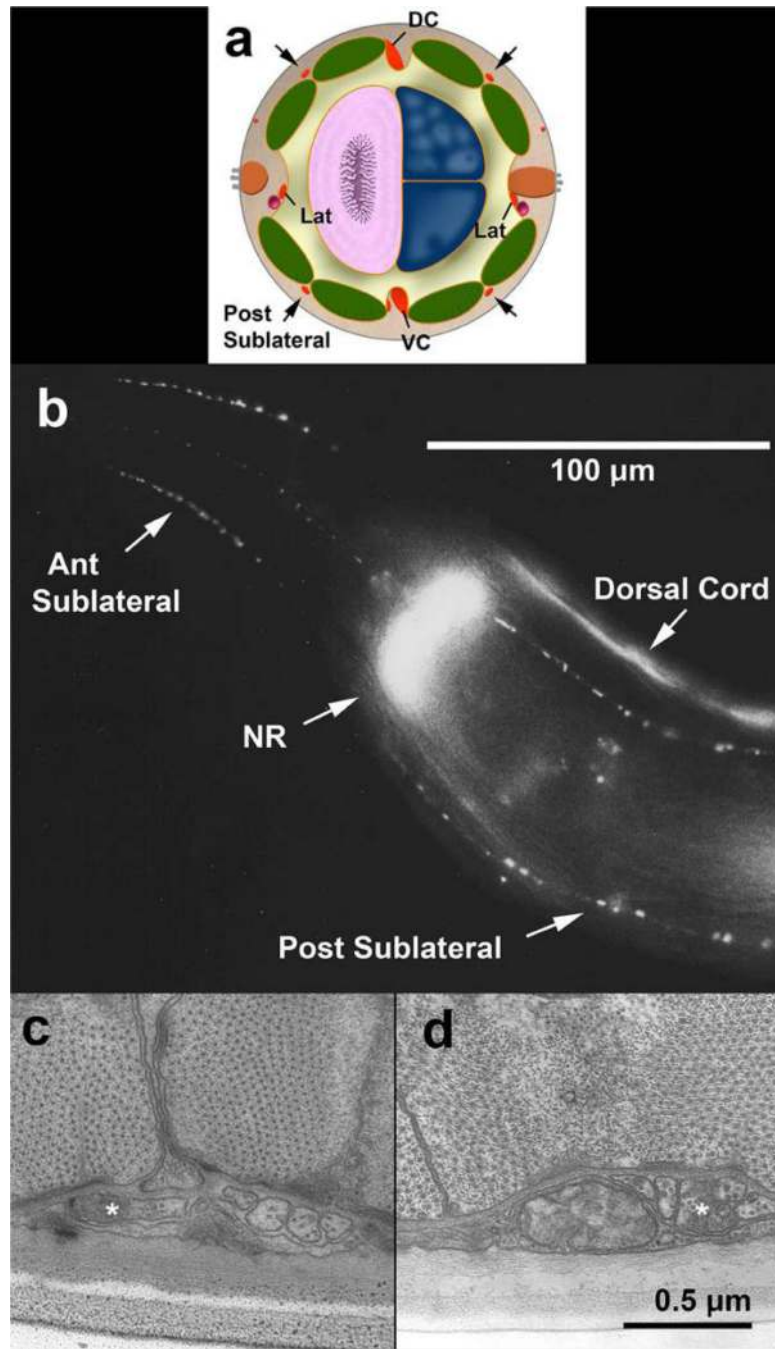 a
DC
Lat
Lat
Post
Sublateral
VC
b
100 µm
Ant
Sublateral
Dorsal Cord
NR
Post Sublateral
c
d
*
*
0.5 µm